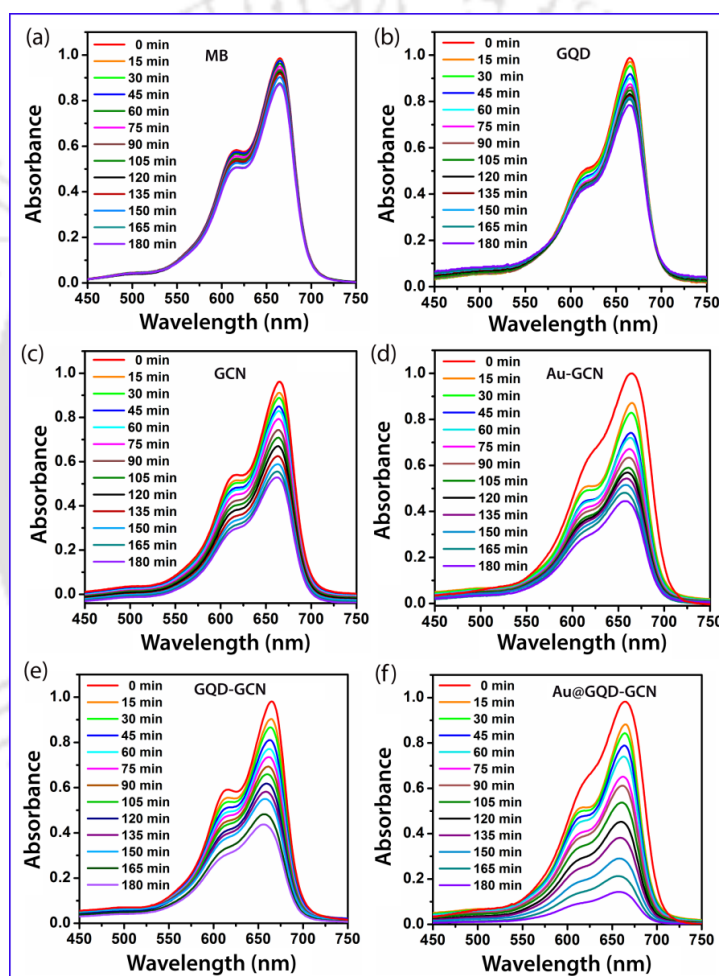 (a)
MB
0 min
15 min
30 min
45 min
60 min
75 min
90 min
105 min
120 min
135 min
150 min
165 min
180 min
Absorbance
1.0
0.8
0.6
0.4
0.2
0.0
450 500 550 600 650 700 750
Wavelength (nm)
(b)
GQD
0 min
15 min
30 min
45 min
60 min
75 min
90 min
105 min
120 min
135 min
150 min
165 min
180 min
Absorbance
1.0
0.8
0.6
0.4
0.2
0.0
450 500 550 600 650 700 750
Wavelength (nm)
(c)
GCN
0 min
15 min
30 min
45 min
60 min
75 min
90 min
105 min
120 min
135 min
150 min
165 min
180 min
Absorbance
1.0
0.8
0.6
0.4
0.2
0.0
450 500 550 600 650 700 750
Wavelength (nm)
(d)
Au-GCN
0 min
15 min
30 min
45 min
60 min
75 min
90 min
105 min
120 min
135 min
150 min
165 min
180 min
Absorbance
1.0
0.8
0.6
0.4
0.2
0.0
450 500 550 600 650 700 750
Wavelength (nm)
(e)
GQD-GCN
0 min
15 min
30 min
45 min
60 min
75 min
90 min
105 min
120 min
135 min
150 min
165 min
180 min
Absorbance
1.0
0.8
0.6
0.4
0.2
0.0
450 500 550 600 650 700 750
Wavelength (nm)
(f)
Au@GQD-GCN
0 min
15 min
30 min
45 min
60 min
75 min
90 min
105 min
120 min
135 min
150 min
165 min
180 min
Absorbance
1.0
0.8
0.6
0.4
0.2
0.0
450 500 550 600 650 700 750
Wavelength (nm)